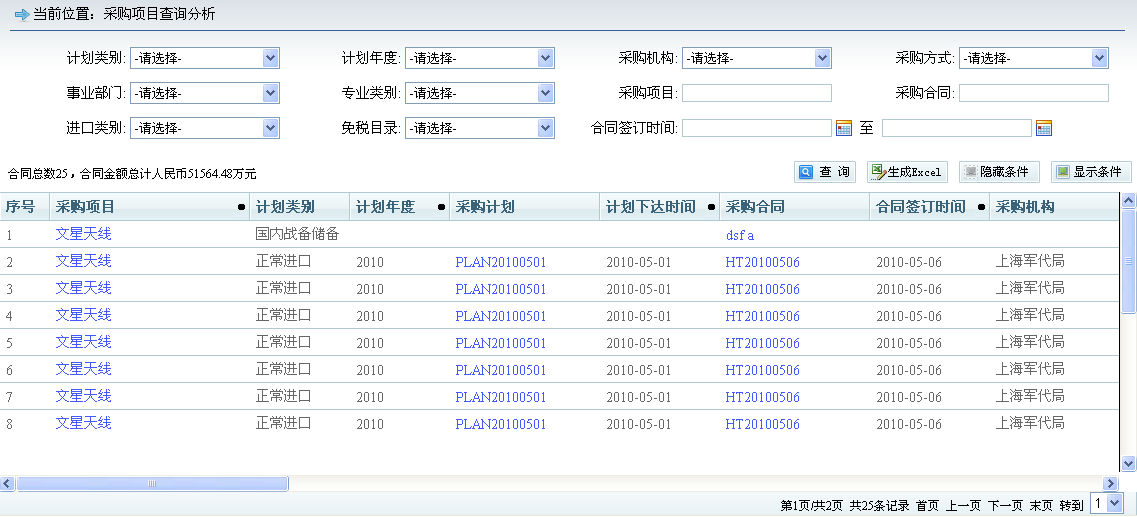 当前位置：采购项目查询分析
计划类别: -请选择- 计划年度: -请选择- 采购机构: -请选择- 采购方式: -请选择-
事业部门: -请选择- 专业类别: -请选择- 采购项目: 采购合同:
进口类别: -请选择- 免税目录: -请选择- 合同签订时间: 至
合同总数25，合同金额总计人民币51564.48万元 查 询 生成Excel 隐藏条件 显示条件
序号 采购项目 计划类别 计划年度 采购计划 计划下达时间 采购合同 合同签订时间 采购机构
1 文星天线 国内战备储备 dsfa
2 文星天线 正常进口 2010 PLAN20100501 2010-05-01 HT20100506 2010-05-06 上海军代局
3 文星天线 正常进口 2010 PLAN20100501 2010-05-01 HT20100506 2010-05-06 上海军代局
4 文星天线 正常进口 2010 PLAN20100501 2010-05-01 HT20100506 2010-05-06 上海军代局
5 文星天线 正常进口 2010 PLAN20100501 2010-05-01 HT20100506 2010-05-06 上海军代局
6 文星天线 正常进口 2010 PLAN20100501 2010-05-01 HT20100506 2010-05-06 上海军代局
7 文星天线 正常进口 2010 PLAN20100501 2010-05-01 HT20100506 2010-05-06 上海军代局
8 文星天线 正常进口 2010 PLAN20100501 2010-05-01 HT20100506 2010-05-06 上海军代局
第1页/共2页 共25条记录 首页 上一页 下一页 末页 转到 1